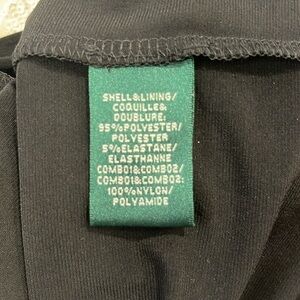 SHELL&LINING/
COQUILLE&
DOUBLURE:
95%POLYESTER/
POLYESTER
5%ELASTANE/
ELASTHANNE
COMBO1&COMBO2/
COMBO1&COMBO2:
100%NYLON/
POLYAMIDE